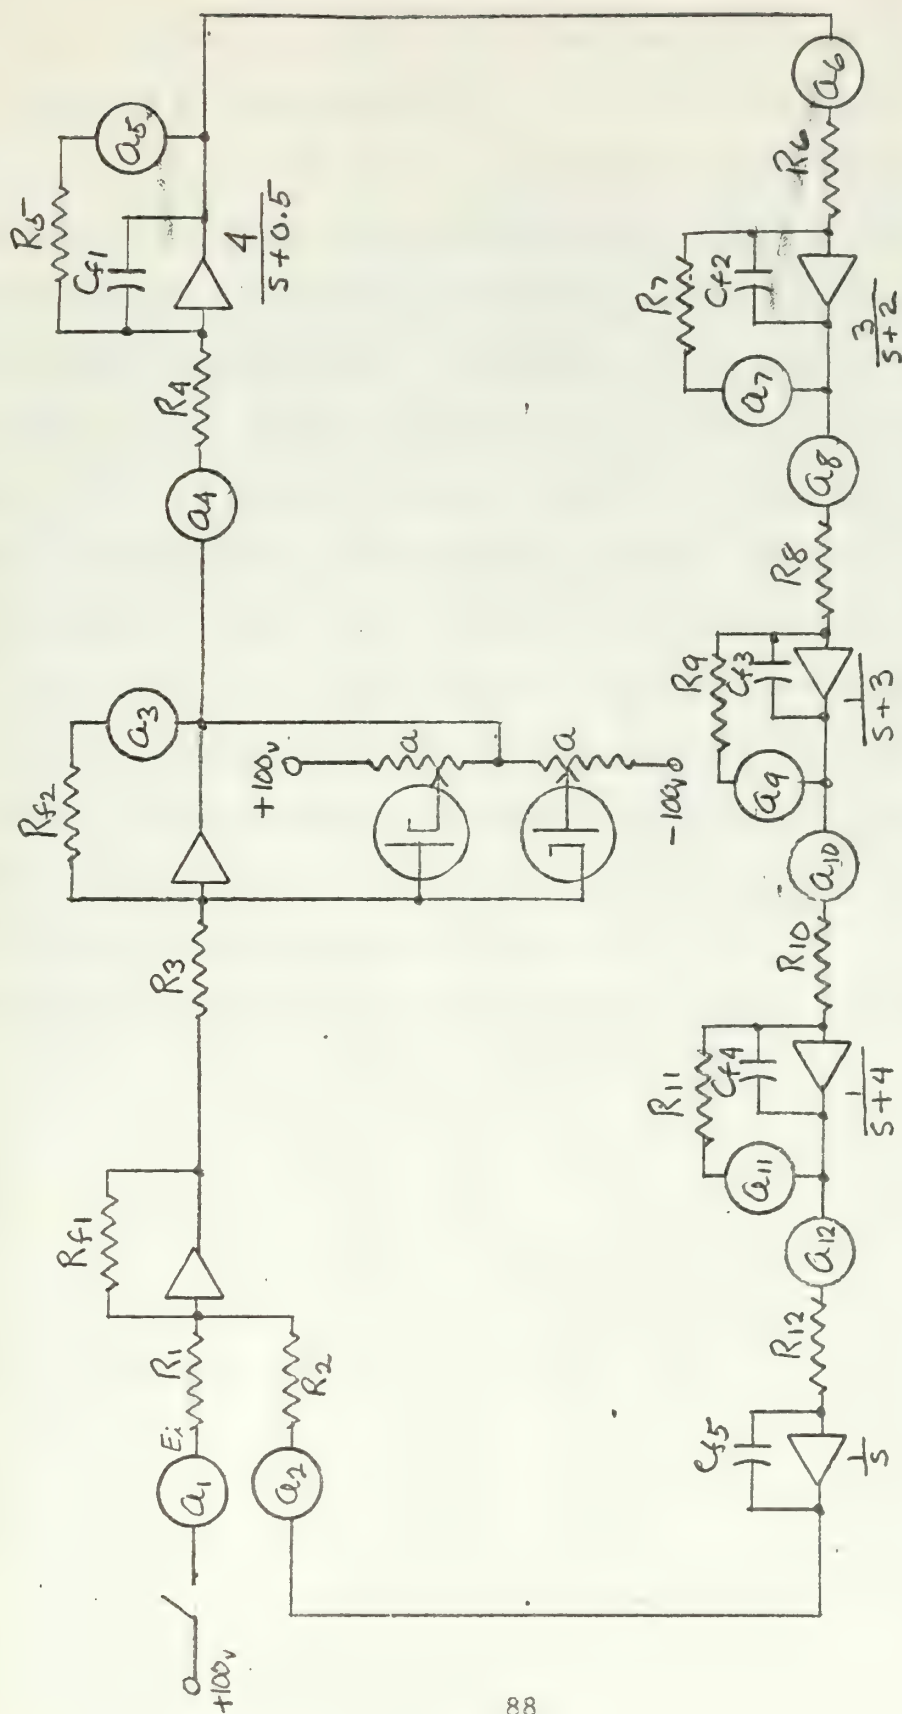 +100v
a1
Ei
R1
a2
R2
Rf1
R3
Rf2
a3
+100v
a
a
-100v
a4
R4
R5
Cf1
a5
4
s+0.5
a6
R6
R7
Cf2
a7
3
s+2
a8
R8
R9
Cf3
a9
1
s+3
a10
R10
R11
Cf4
a11
1
s+4
a12
R12
Cf5
1
s
88